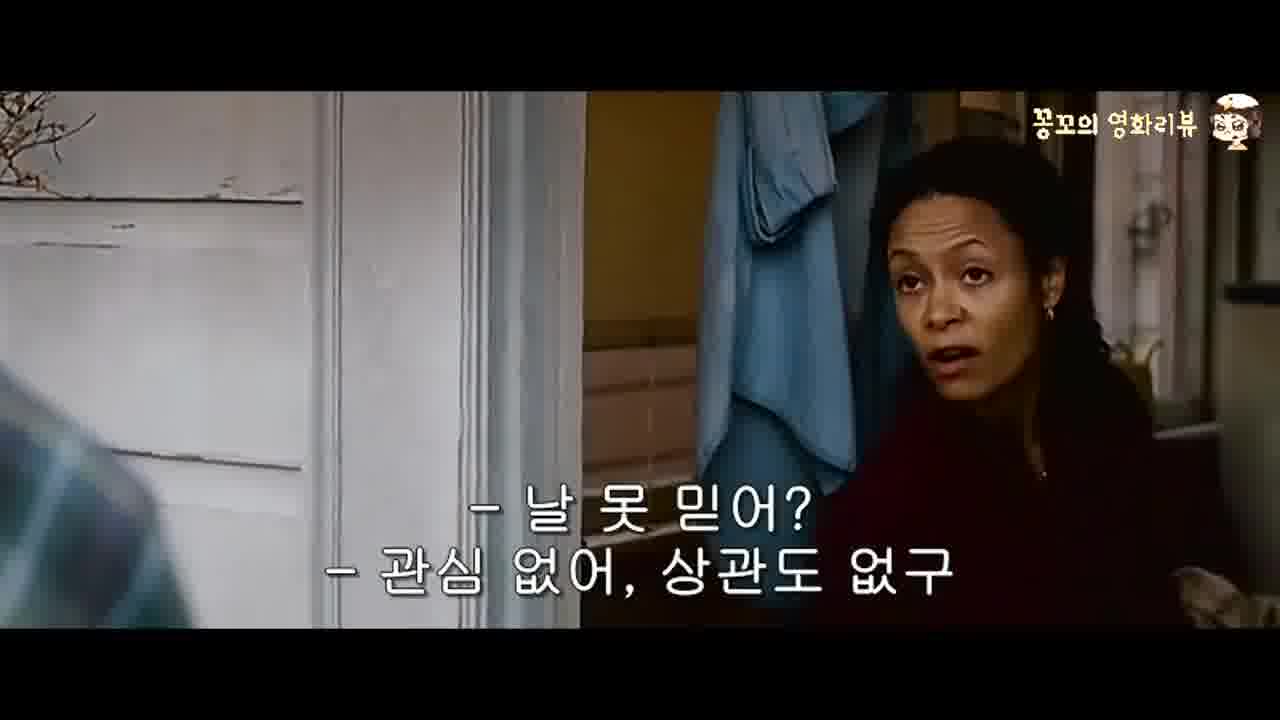 꽁꼬의 영화리뷰
- 날 못 믿어?
- 관심 없어, 상관도 없구